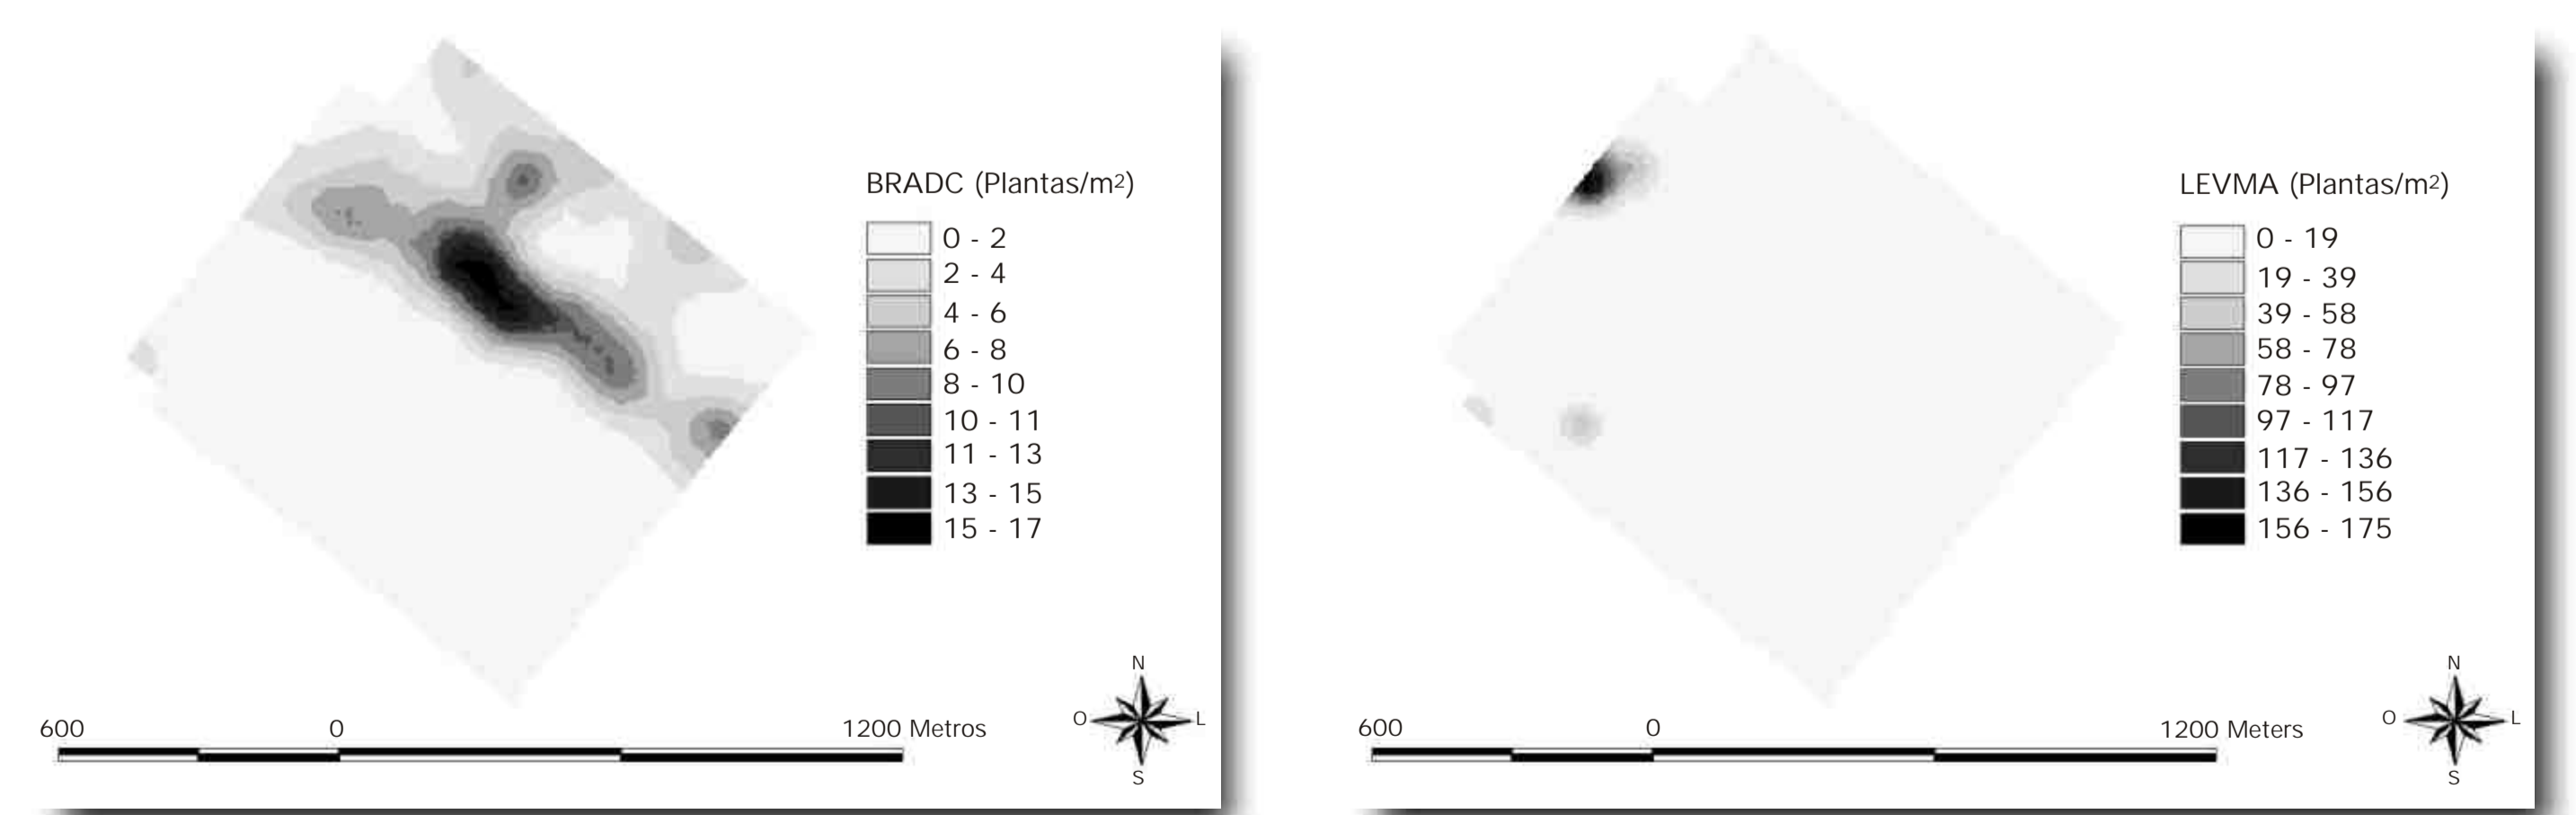 BRADC (Plantas/m2)
0 - 2
2 - 4
4 - 6
6 - 8
8 - 10
10 - 11
11 - 13
13 - 15
15 - 17
N
O
L
S
600
0
1200 Metros
LEVMA (Plantas/m2)
0 - 19
19 - 39
39 - 58
58 - 78
78 - 97
97 - 117
117 - 136
136 - 156
156 - 175
N
O
L
S
600
0
1200 Meters